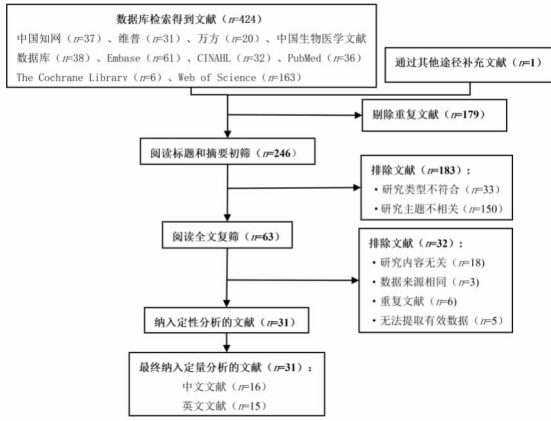 数据库检索得到文献（n=424）
中国知网（n=37）、维普（n=31）、万方（n=20）、中国生物医学文献
数据库（n=38）、Embase（n=61）、CINAHL（n=32）、PubMed（n=36）
The Cochrane Library（n=6）、Web of Science（n=163）
通过其他途径补充文献（n=1）
剔除重复文献（n=179）
阅读标题和摘要初筛（n=246）
排除文献（n=183）:
·研究类型不符合（n=33）
·研究主题不相关（n=150）
阅读全文复筛（n=63）
排除文献（n=32）:
·研究内容无关（n=18)
·数据来源相同（n=3)
·重复文献（n=6）
·无法提取有效数据（n=5）
纳入定性分析的文献（n=31）
最终纳入定量分析的文献（n=31）:
中文文献（n=16）
英文文献（n=15）